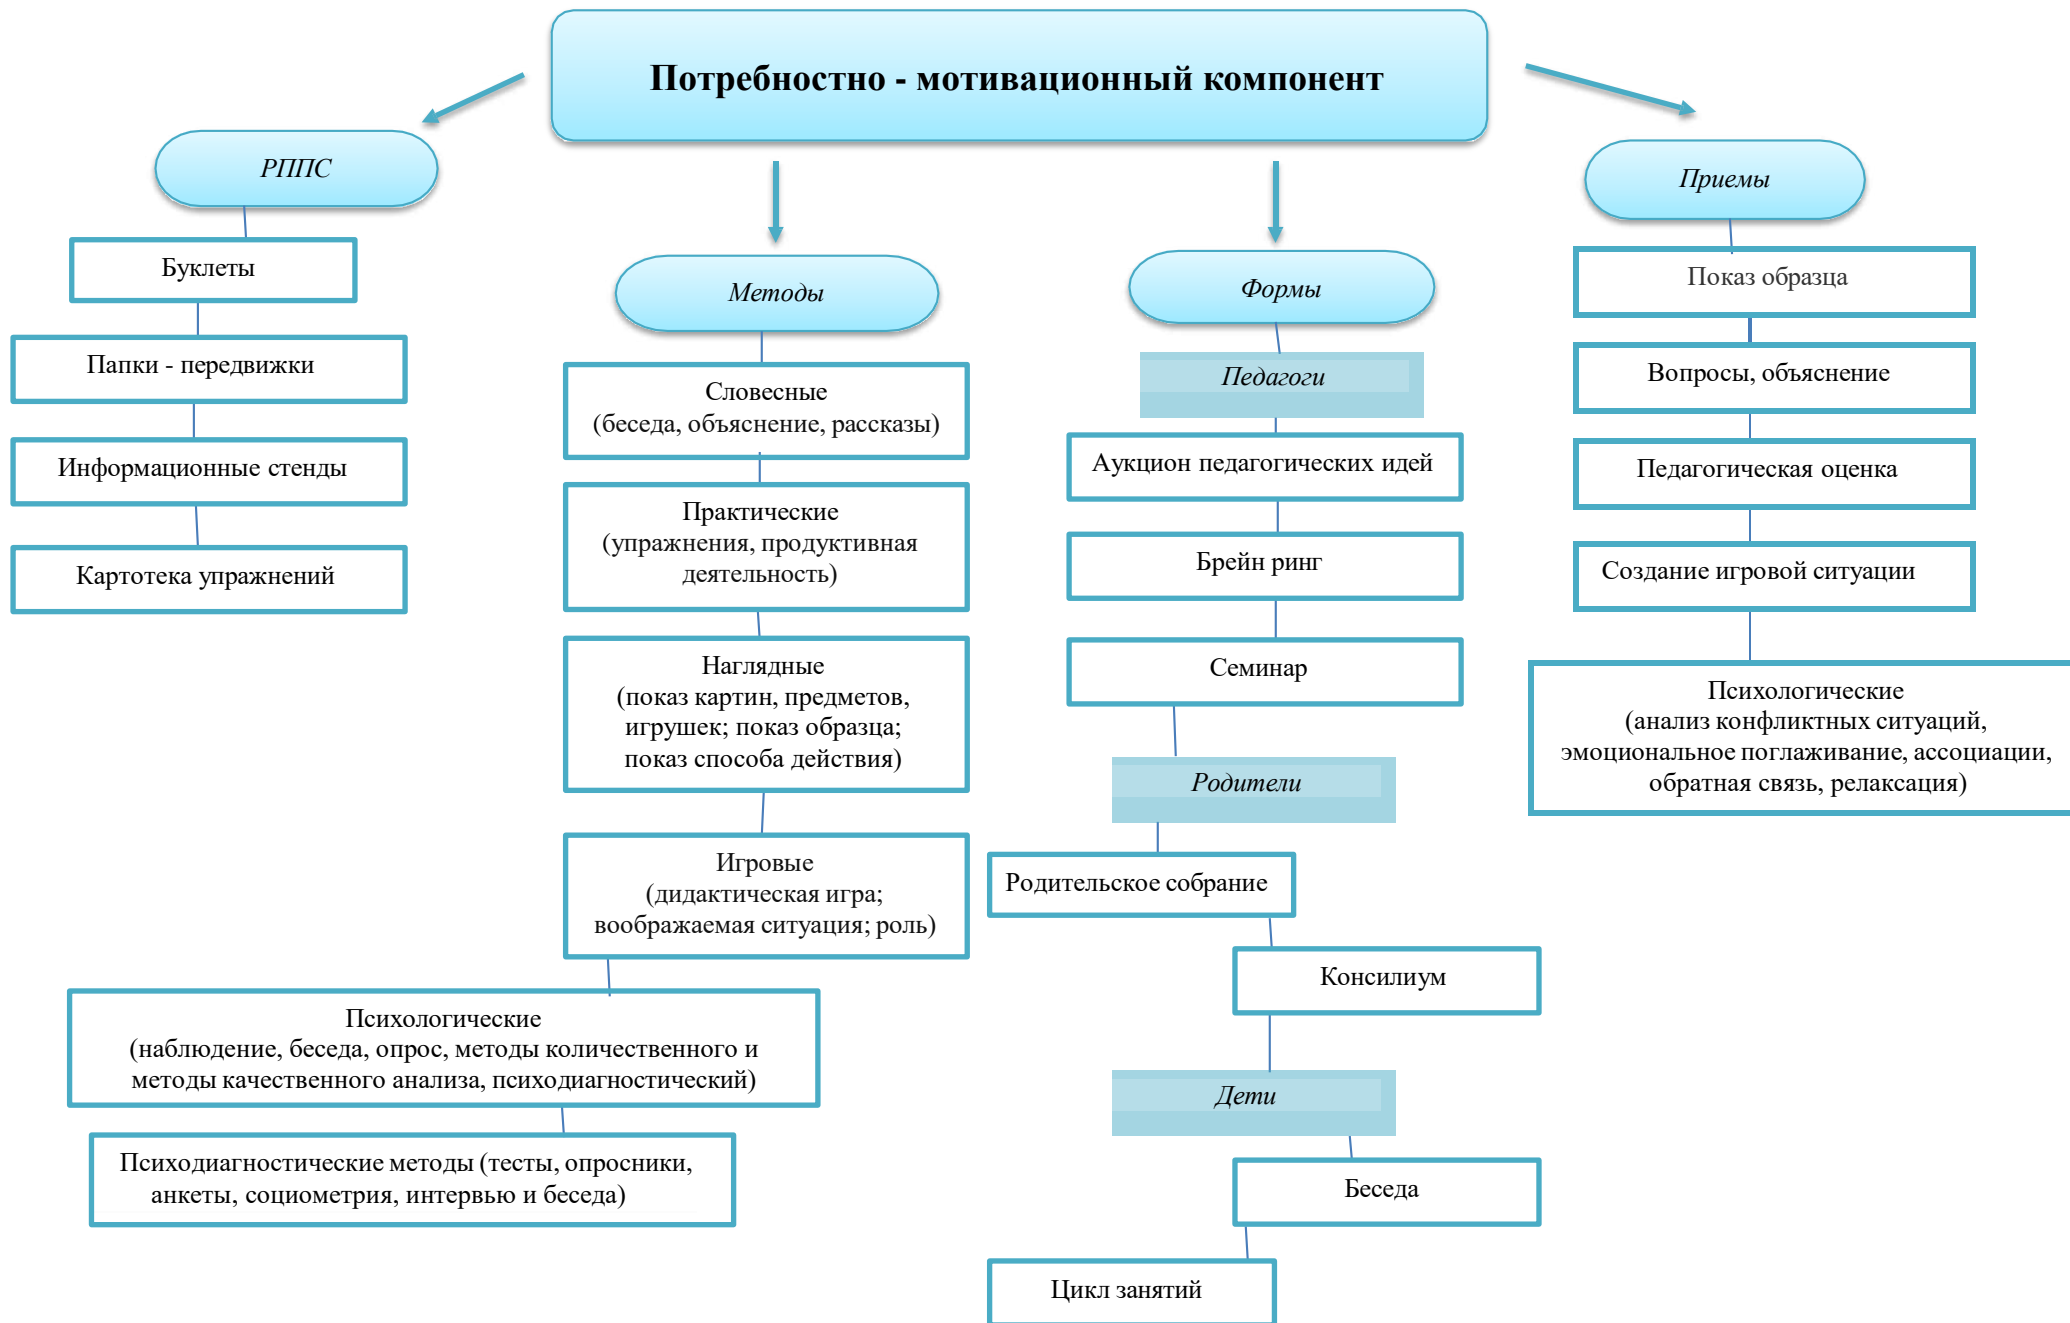 Потребностно - мотивационный компонент
РППС
Буклеты
Папки - передвижки
Информационные стенды
Картотека упражнений
Методы
Словесные
(беседа, объяснение, рассказы)
Практические
(упражнения, продуктивная
деятельность)
Наглядные
(показ картин, предметов,
игрушек; показ образца;
показ способа действия)
Игровые
(дидактическая игра;
воображаемая ситуация; роль)
Психологические
(наблюдение, беседа, опрос, методы количественного и
методы качественного анализа, психодиагностический)
Психодиагностические методы (тесты, опросники,
анкеты, социометрия, интервью и беседа)
Формы
Педагоги
Аукцион педагогических идей
Брейн ринг
Семинар
Родители
Родительское собрание
Консилиум
Дети
Беседа
Цикл занятий
Приемы
Показ образца
Вопросы, объяснение
Педагогическая оценка
Создание игровой ситуации
Психологические
(анализ конфликтных ситуаций,
эмоциональное поглаживание, ассоциации,
обратная связь, релаксация)